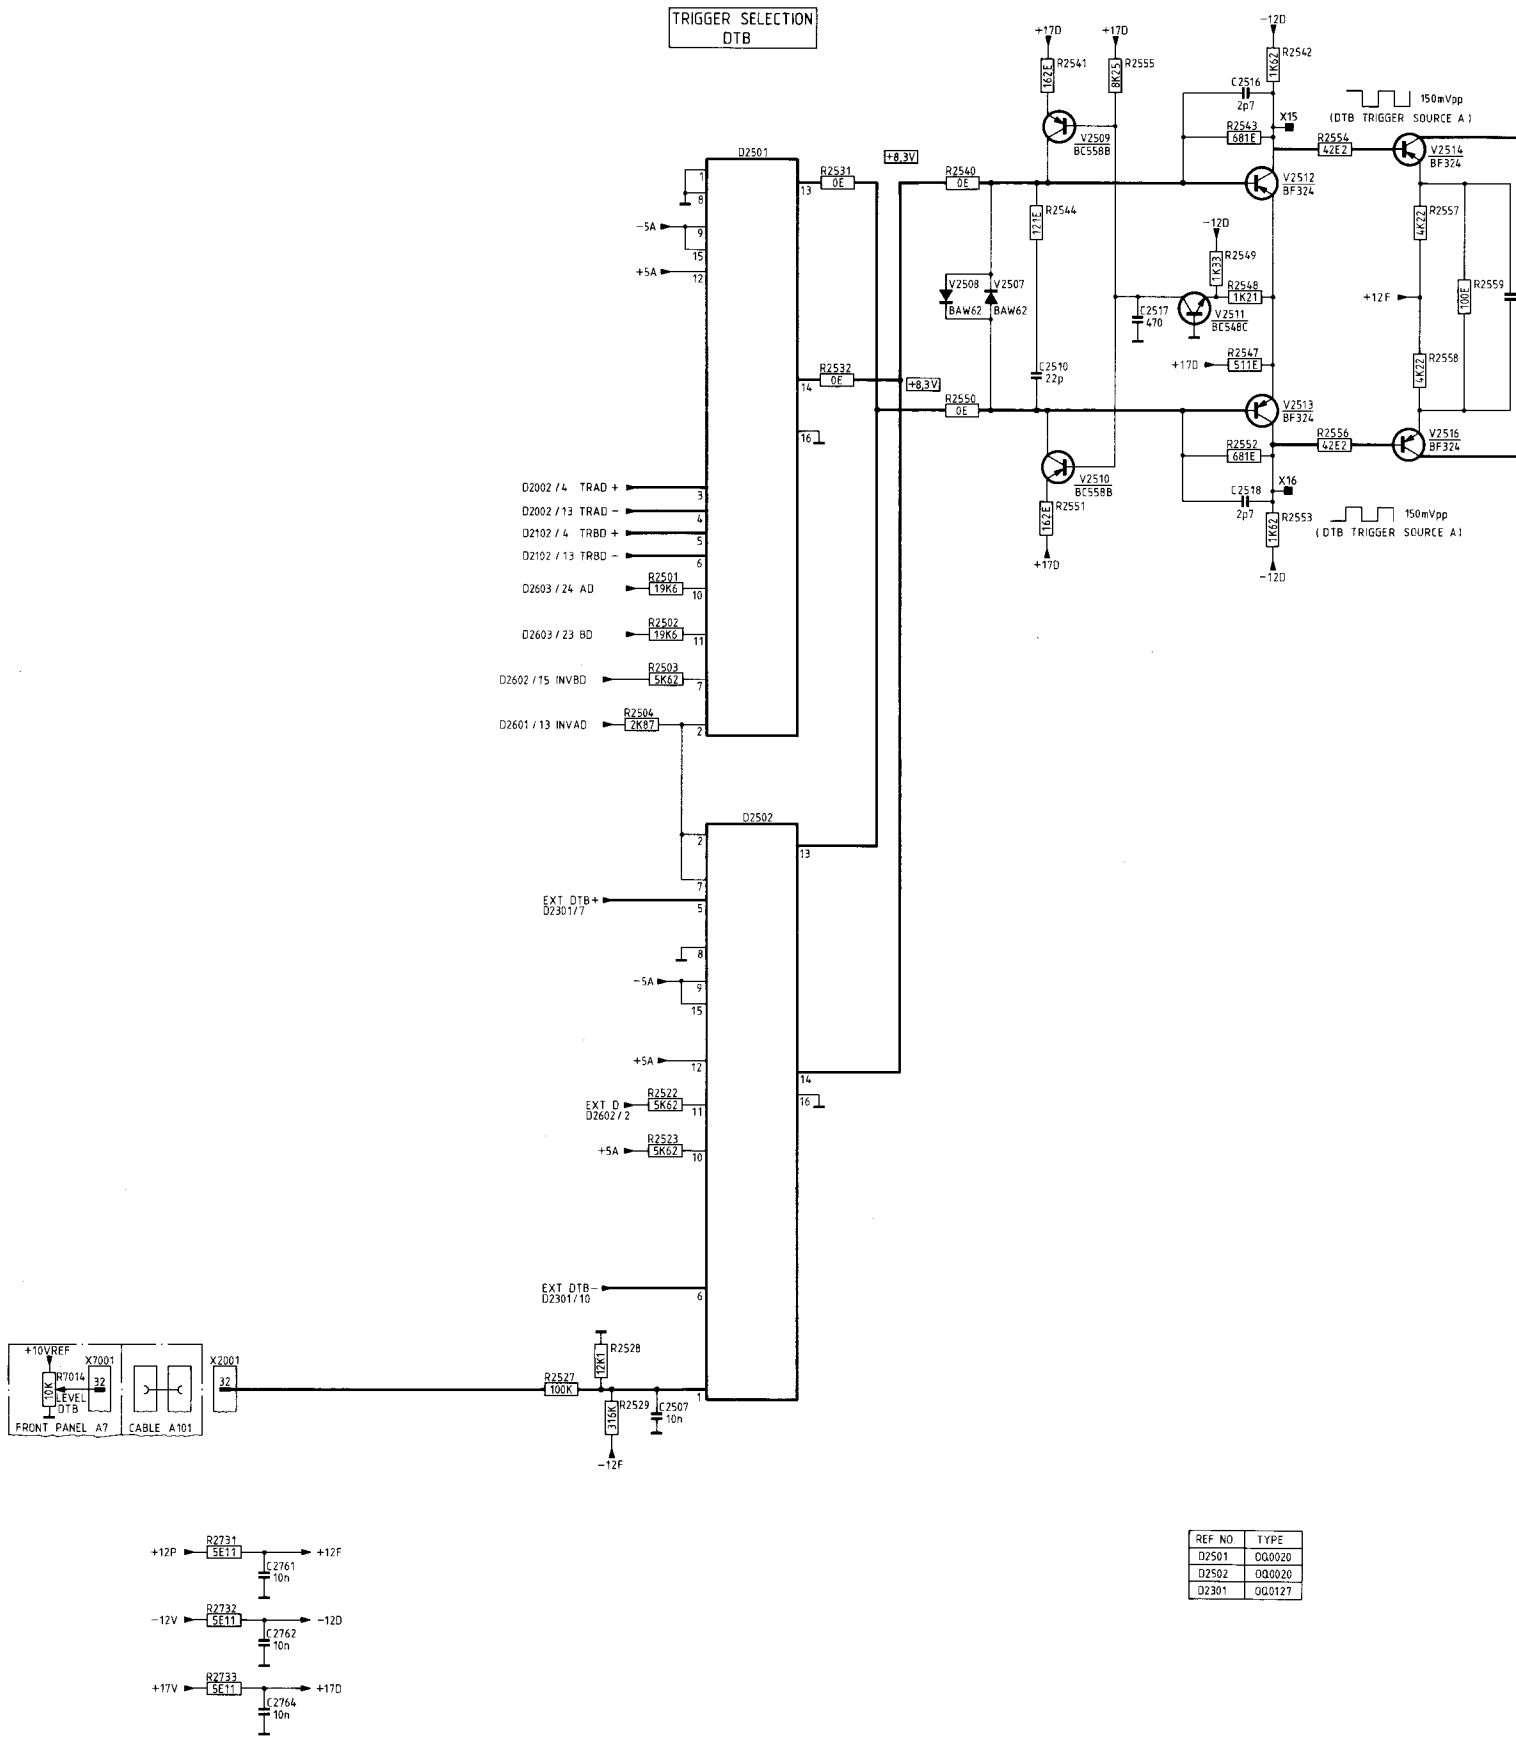 TRIGGER SELECTION
DTB
-12D
+17D
+17D
R2541
162E
R2555
8K25
R2542
1K62
C2516
2p7
X15
150mVpp
(DTB TRIGGER SOURCE A)
V2509
BC558B
R2543
681E
R2554
42E2
V2514
BF324
D2501
+8,3V
R2531
0E
R2540
0E
V2512
BF324
1
8
13
-5A
9
15
+5A
12
R2544
121E
-12D
R2549
1K33
R2557
4K22
V2508
BAW62
V2507
BAW62
R2548
1K21
C2517
470
V2511
BC548C
+12F
R2559
100E
R2532
0E
14
+8,3V
C2510
22p
R2547
511E
+17D
R2558
4K22
R2550
0E
V2513
BF324
16
R2552
681E
R2556
42E2
V2516
BF324
V2510
BC558B
R2551
162E
C2518
2p7
X16
R2553
1K62
150mVpp
(DTB TRIGGER SOURCE A)
+17D
-12D
D2002/4 TRAD +
3
D2002/13 TRAD -
4
D2102/4 TRBD +
5
D2102/13 TRBD -
6
R2501
D2603/24 AD
19K6
10
R2502
D2603/23 BD
19K6
11
R2503
D2602/15 INVBD
5K62
7
R2504
D2601/13 INVAD
2K87
2
D2502
2
13
7
EXT DTB+
D2301/7
5
8
-5A
9
15
+5A
12
14
R2522
EXT D
D2602/2
5K62
11
16
R2523
+5A
5K62
10
EXT DTB-
D2301/10
6
R2528
12K1
+10VREF
X7001
X2001
R7014
10K
LEVEL
DTB
32
32
R2527
100K
1
R2529
316K
C2507
10n
FRONT PANEL A7
CABLE A101
-12F
R2731
+12P
5E11
+12F
C2761
10n
R2732
-12V
5E11
-12D
C2762
10n
R2733
+17V
5E11
+17D
C2764
10n
REF NO. TYPE
D2501 OQ0020
D2502 OQ0020
D2301 OQ0127